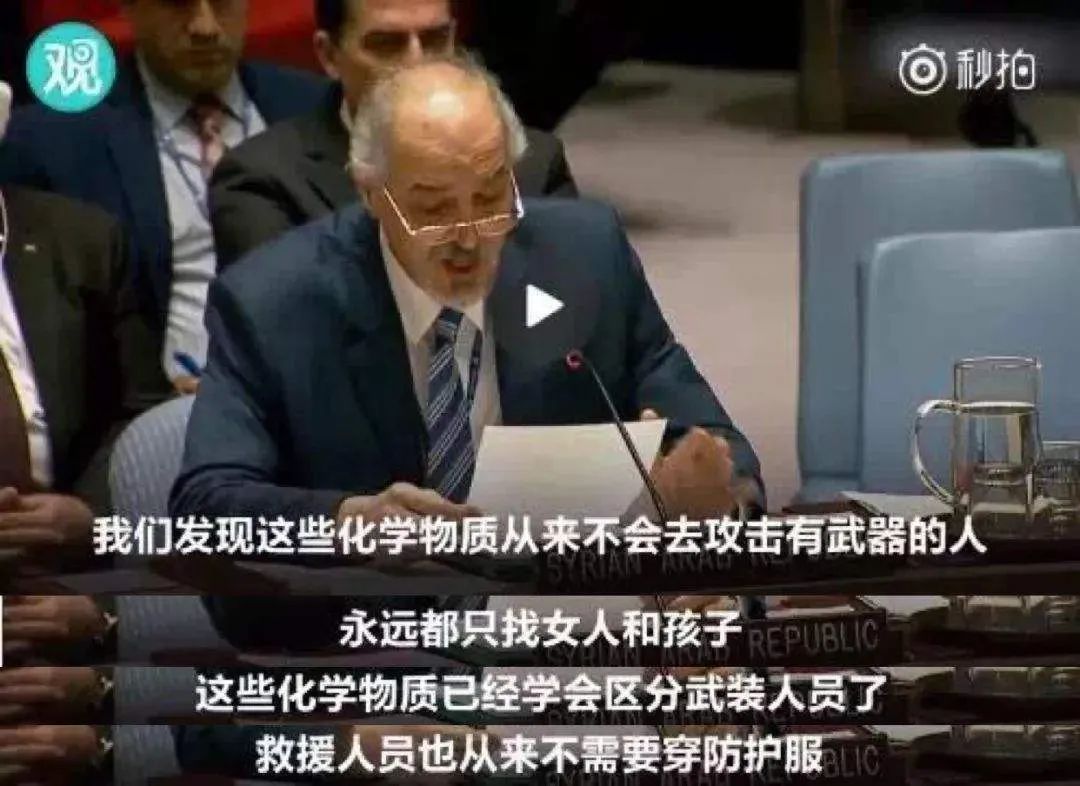 观
秒拍
我们发现这些化学物质从来不会去攻击有武器的人
SYRIAN ARAB REPUBLIC
永远都只找女人和孩子
REPUBLIC
这些化学物质已经学会区分武装人员了
救援人员也从来不需要穿防护服